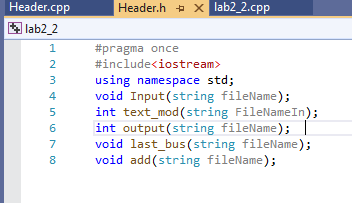 Header.cpp Header.h lab2_2.cpp
lab2_2
1 #pragma once
2 #include<iostream>
3 using namespace std;
4 void Input(string fileName);
5 int text_mod(string FileNameIn);
6 int output(string fileName);
7 void last_bus(string fileName);
8 void add(string fileName);